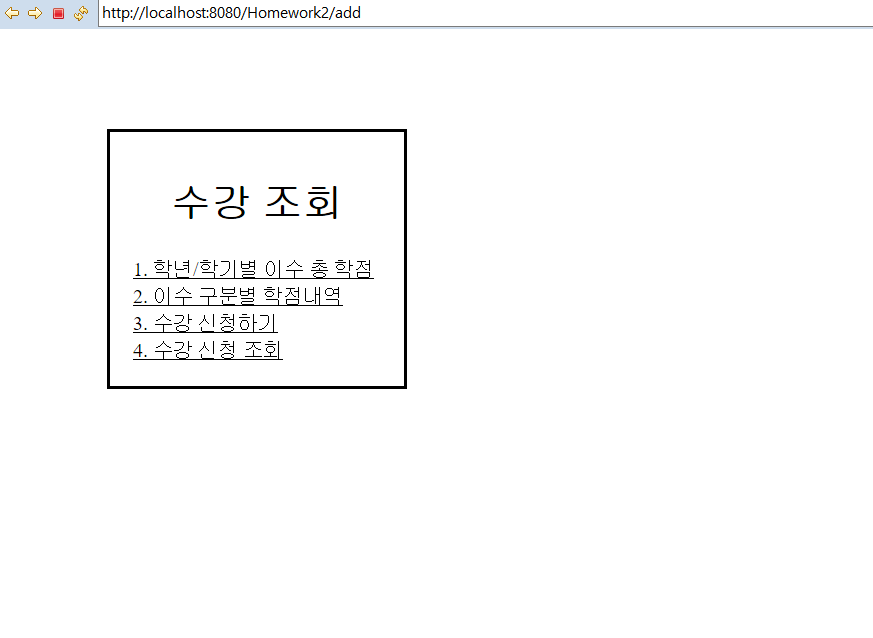 http://localhost:8080/Homework2/add
수강 조회
1. 학년/학기별 이수 총 학점
2. 이수 구분별 학점내역
3. 수강 신청하기
4. 수강 신청 조회